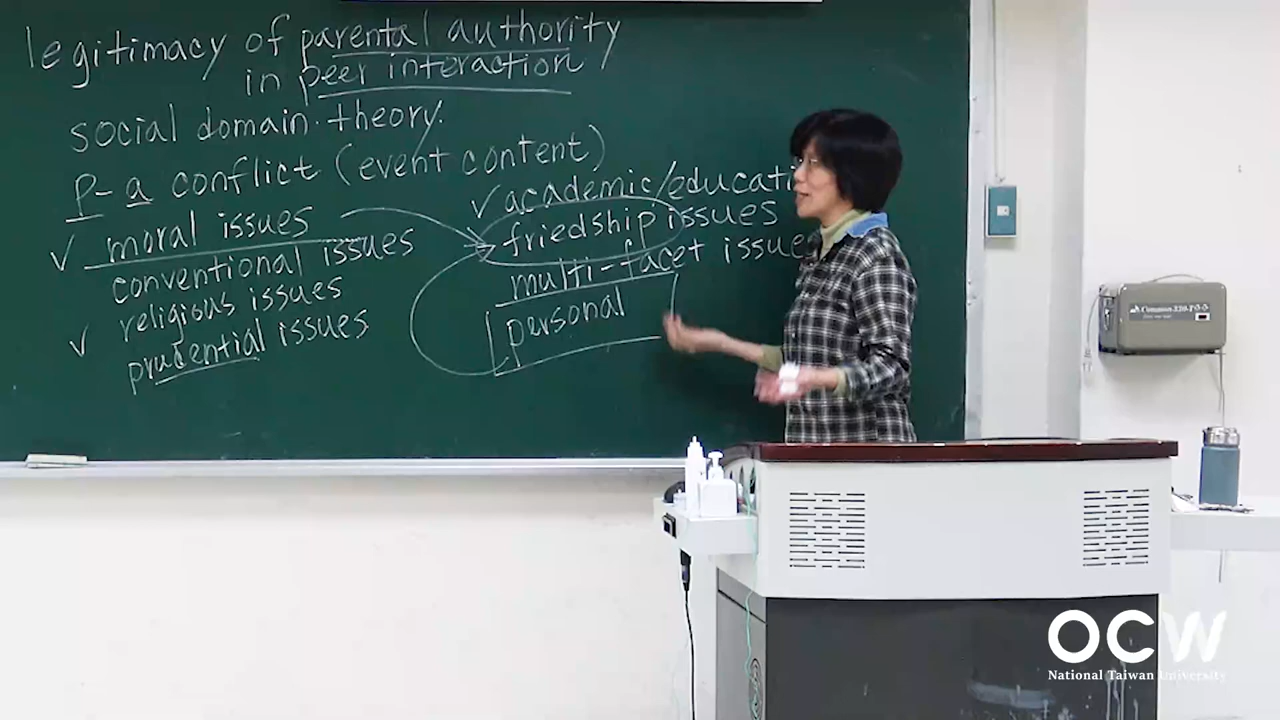 legitimacy of parental authority
in peer interaction
social domain theory.
P-a conflict (event content)
✓ moral issues
conventional issues
religious issues
✓ prudential issues
✓ academic/educati
friedship issues
multi-facet issue
personal
OCW
National Taiwan University